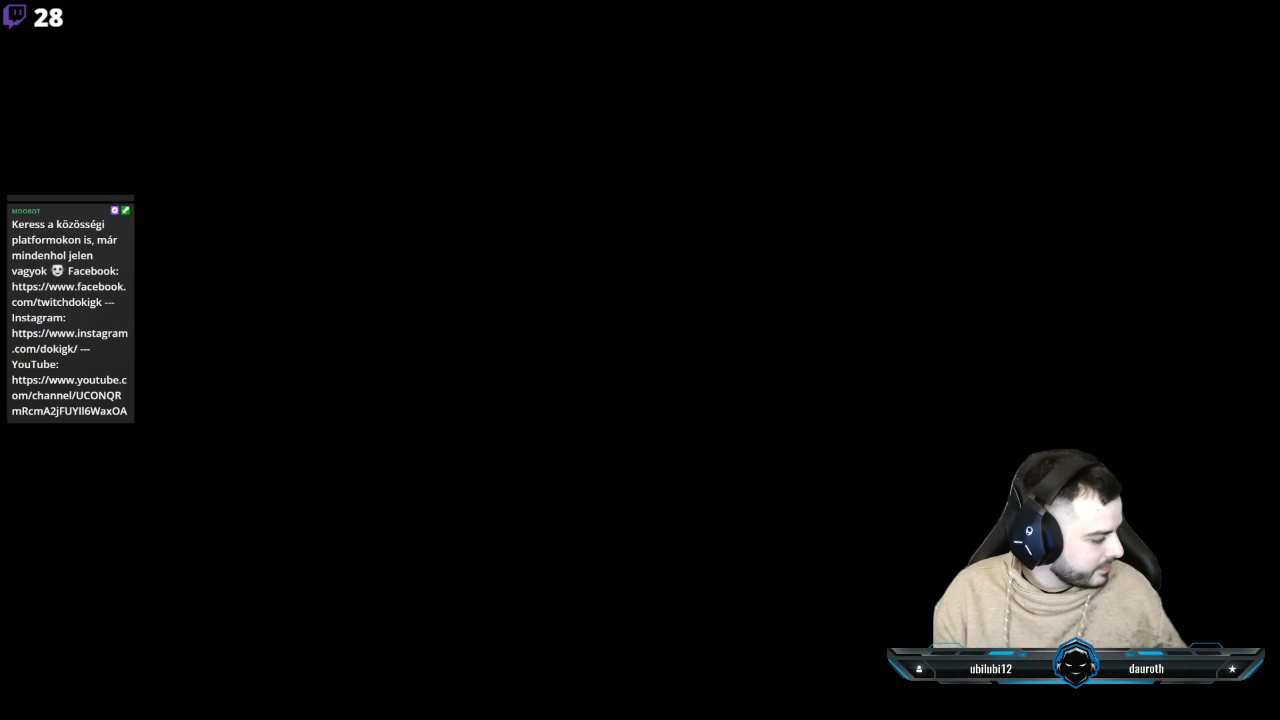 28
MOOBOT
Keress a közösségi
platformokon is, már
mindenhol jelen
vagyok Facebook:
https://www.facebook.
com/twitchdokigk ---
Instagram:
https://www.instagram
.com/dokigk/ ---
YouTube:
https://www.youtube.c
om/channel/UCONQR
mRcmA2jFUYIl6WaxOA
ubilubi12
dauroth